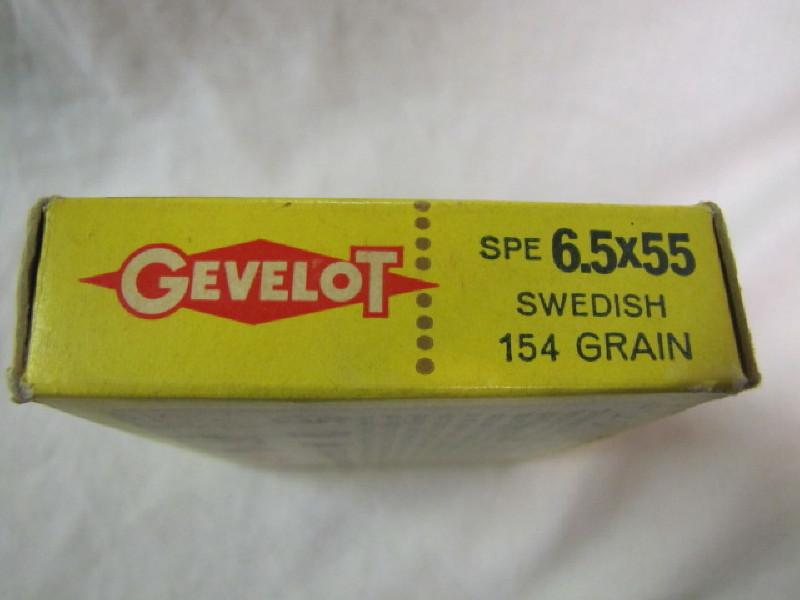 GEVELOT
SPE 6.5x55
SWEDISH
154 GRAIN